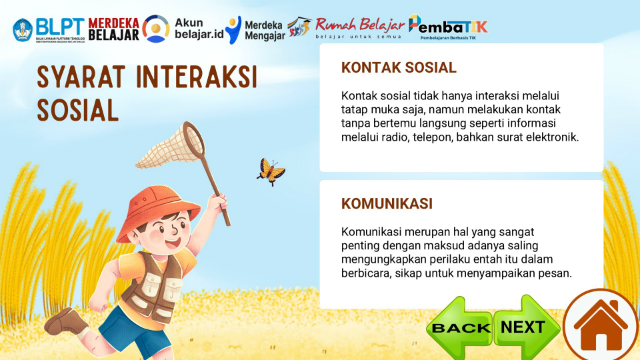 BLPT
MERDEKA
BELAJAR
Akun
belajar.id
Merdeka
Mengajar
Rumah Belajar
belajar untuk semua
PembaTIK
Pembelajaran Berbasis TIK
SYARAT INTERAKSI
SOSIAL
KONTAK SOSIAL
Kontak sosial tidak hanya interaksi melalui
tatap muka saja, namun melakukan kontak
tanpa bertemu langsung seperti informasi
melalui radio, telepon, bahkan surat elektronik.
KOMUNIKASI
Komunikasi merupan hal yang sangat
penting dengan maksud adanya saling
mengungkapkan perilaku entah itu dalam
berbicara, sikap untuk menyampaikan pesan.
BACK NEXT